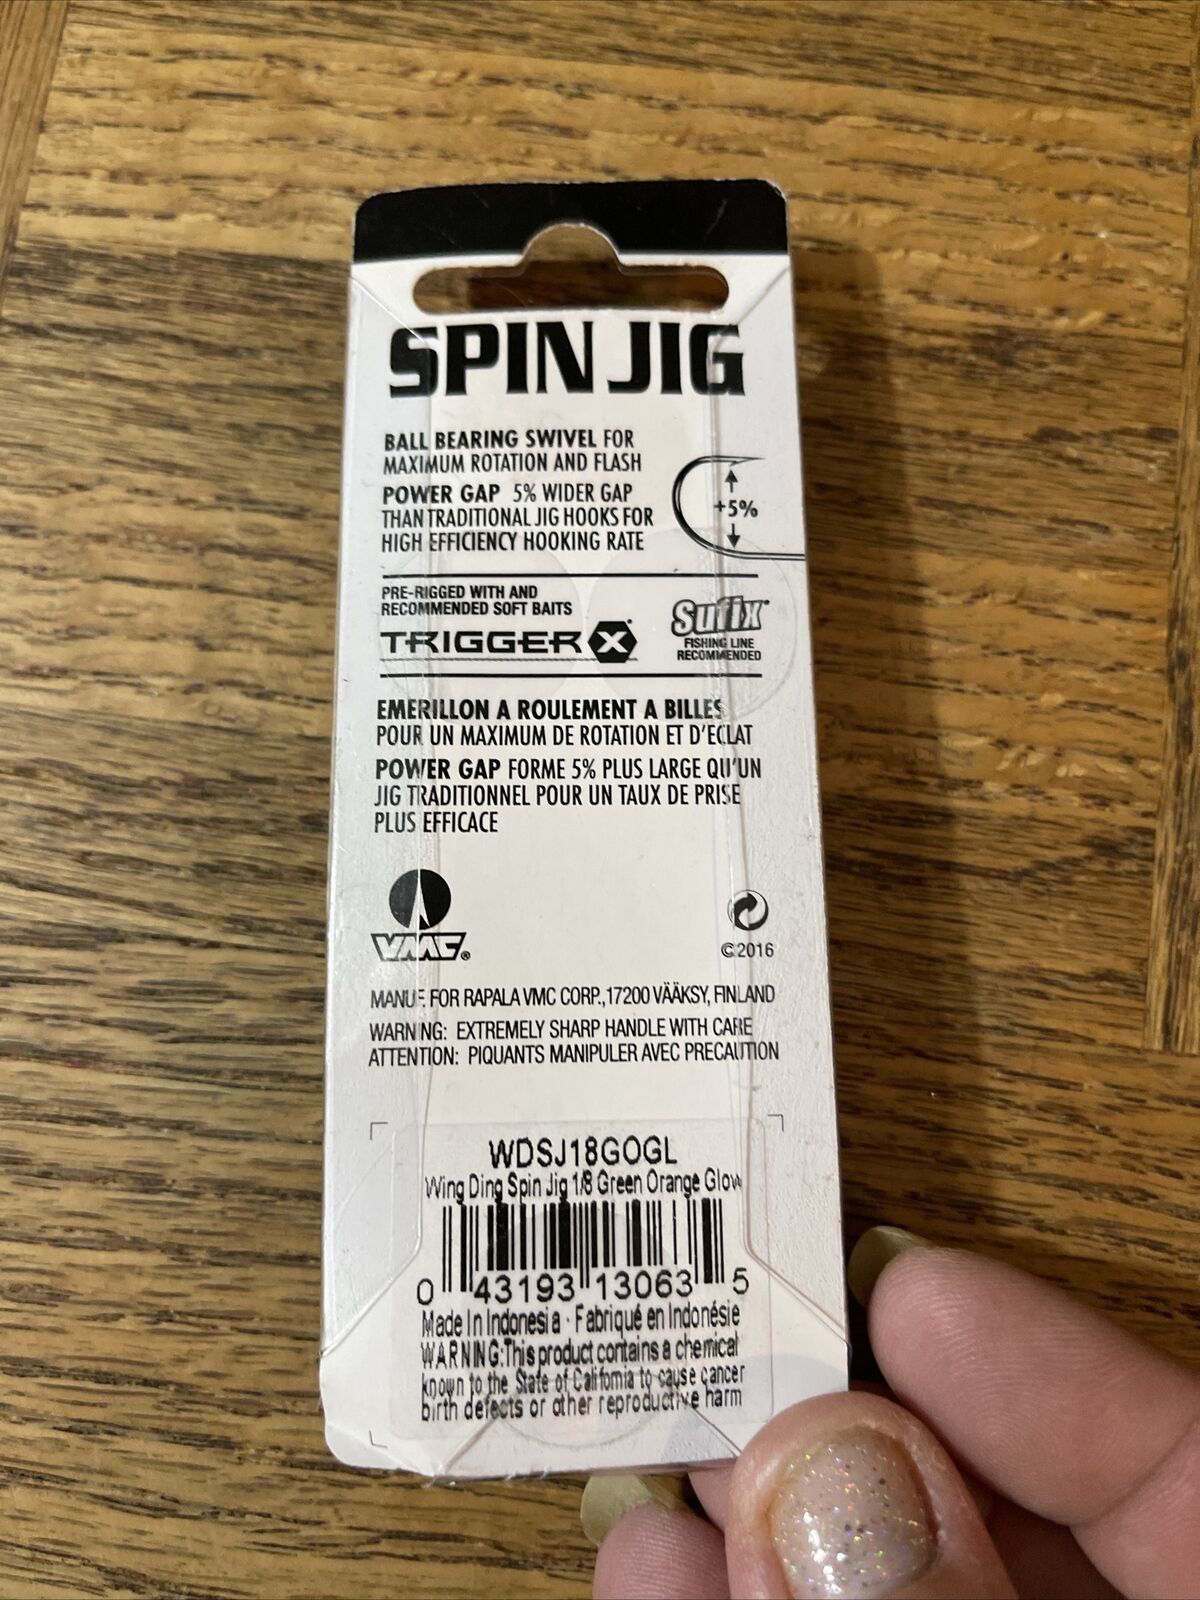 SPIN JIG
BALL BEARING SWIVEL FOR
MAXIMUM ROTATION AND FLASH
POWER GAP 5% WIDER GAP
THAN TRADITIONAL JIG HOOKS FOR
HIGH EFFICIENCY HOOKING RATE
+5%
PRE-RIGGED WITH AND
RECOMMENDED SOFT BAITS
TRIGGER X
Sufix
FISHING LINE
RECOMMENDED
EMERILLON A ROULEMENT A BILLES
POUR UN MAXIMUM DE ROTATION ET D'ECLAT
POWER GAP FORME 5% PLUS LARGE QU'UN
JIG TRADITIONNEL POUR UN TAUX DE PRISE
PLUS EFFICACE
VMC®
©2016
MANUF. FOR RAPALA VMC CORP., 17200 VÄÄKSY, FINLAND
WARNING: EXTREMELY SHARP HANDLE WITH CARE
ATTENTION: PIQUANTS MANIPULER AVEC PRECAUTION
WDSJ18GOGL
Wing Ding Spin Jig 1/8 Green Orange Glow
0 43193 13063 5
Made In Indonesia · Fabriqué en Indonésie
WARNING:This product contains a chemical
known to the State of California to cause cancer
birth defects or other reproductive harm